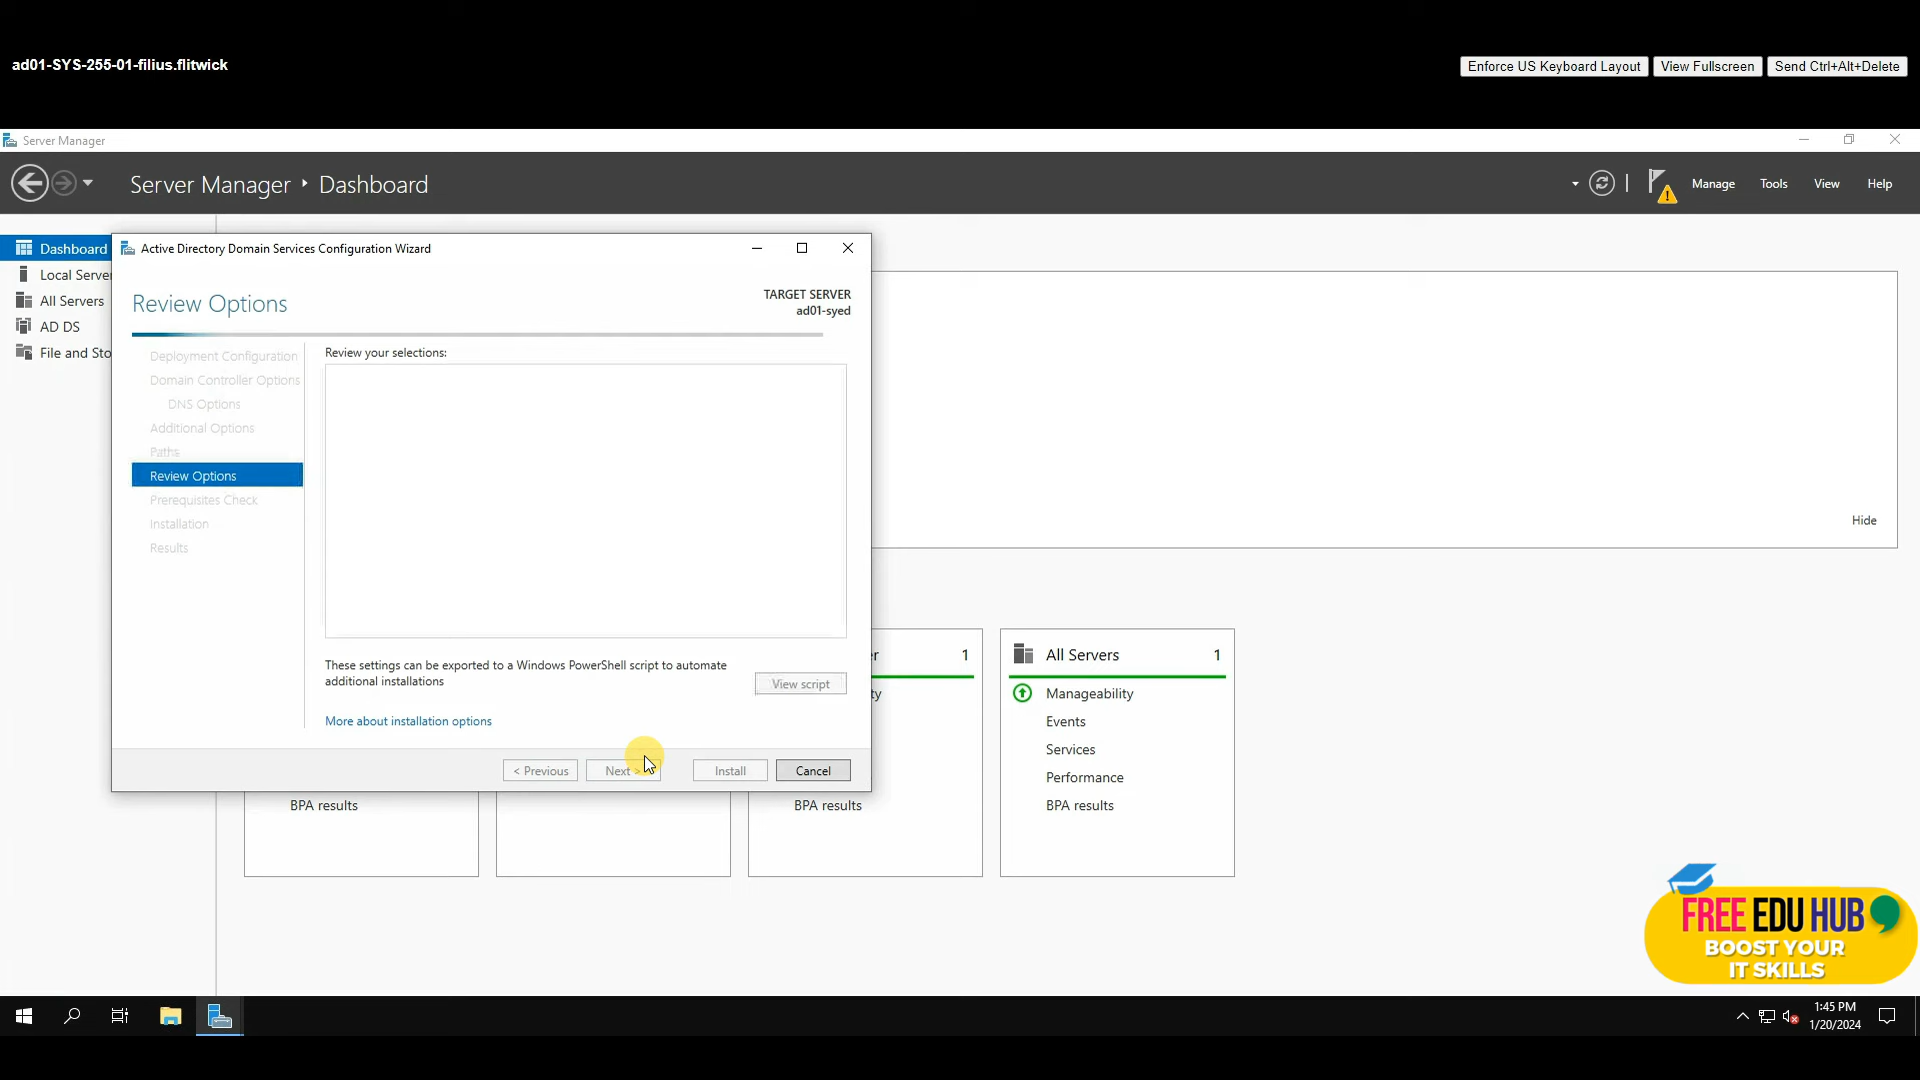 ad01-SYS-255-01-filius.flitwick
Enforce US Keyboard Layout
View Fullscreen
Send Ctrl+Alt+Delete
Server Manager
Server Manager
Dashboard
Manage
Tools
View
Help
Dashboard
Local Server
All Servers
AD DS
File and Sto
Active Directory Domain Services Configuration Wizard
Review Options
TARGET SERVER
ad01-syed
Deployment Configuration
Domain Controller Options
DNS Options
Additional Options
Paths
Review Options
Prerequisites Check
Installation
Results
Review your selections:
These settings can be exported to a Windows PowerShell script to automate
additional installations
View script
More about installation options
< Previous
Next >
Install
Cancel
Hide
BPA results
r 1
ty
BPA results
All Servers 1
Manageability
Events
Services
Performance
BPA results
FREE EDU HUB
BOOST YOUR
IT SKILLS
1:45 PM
1/20/2024